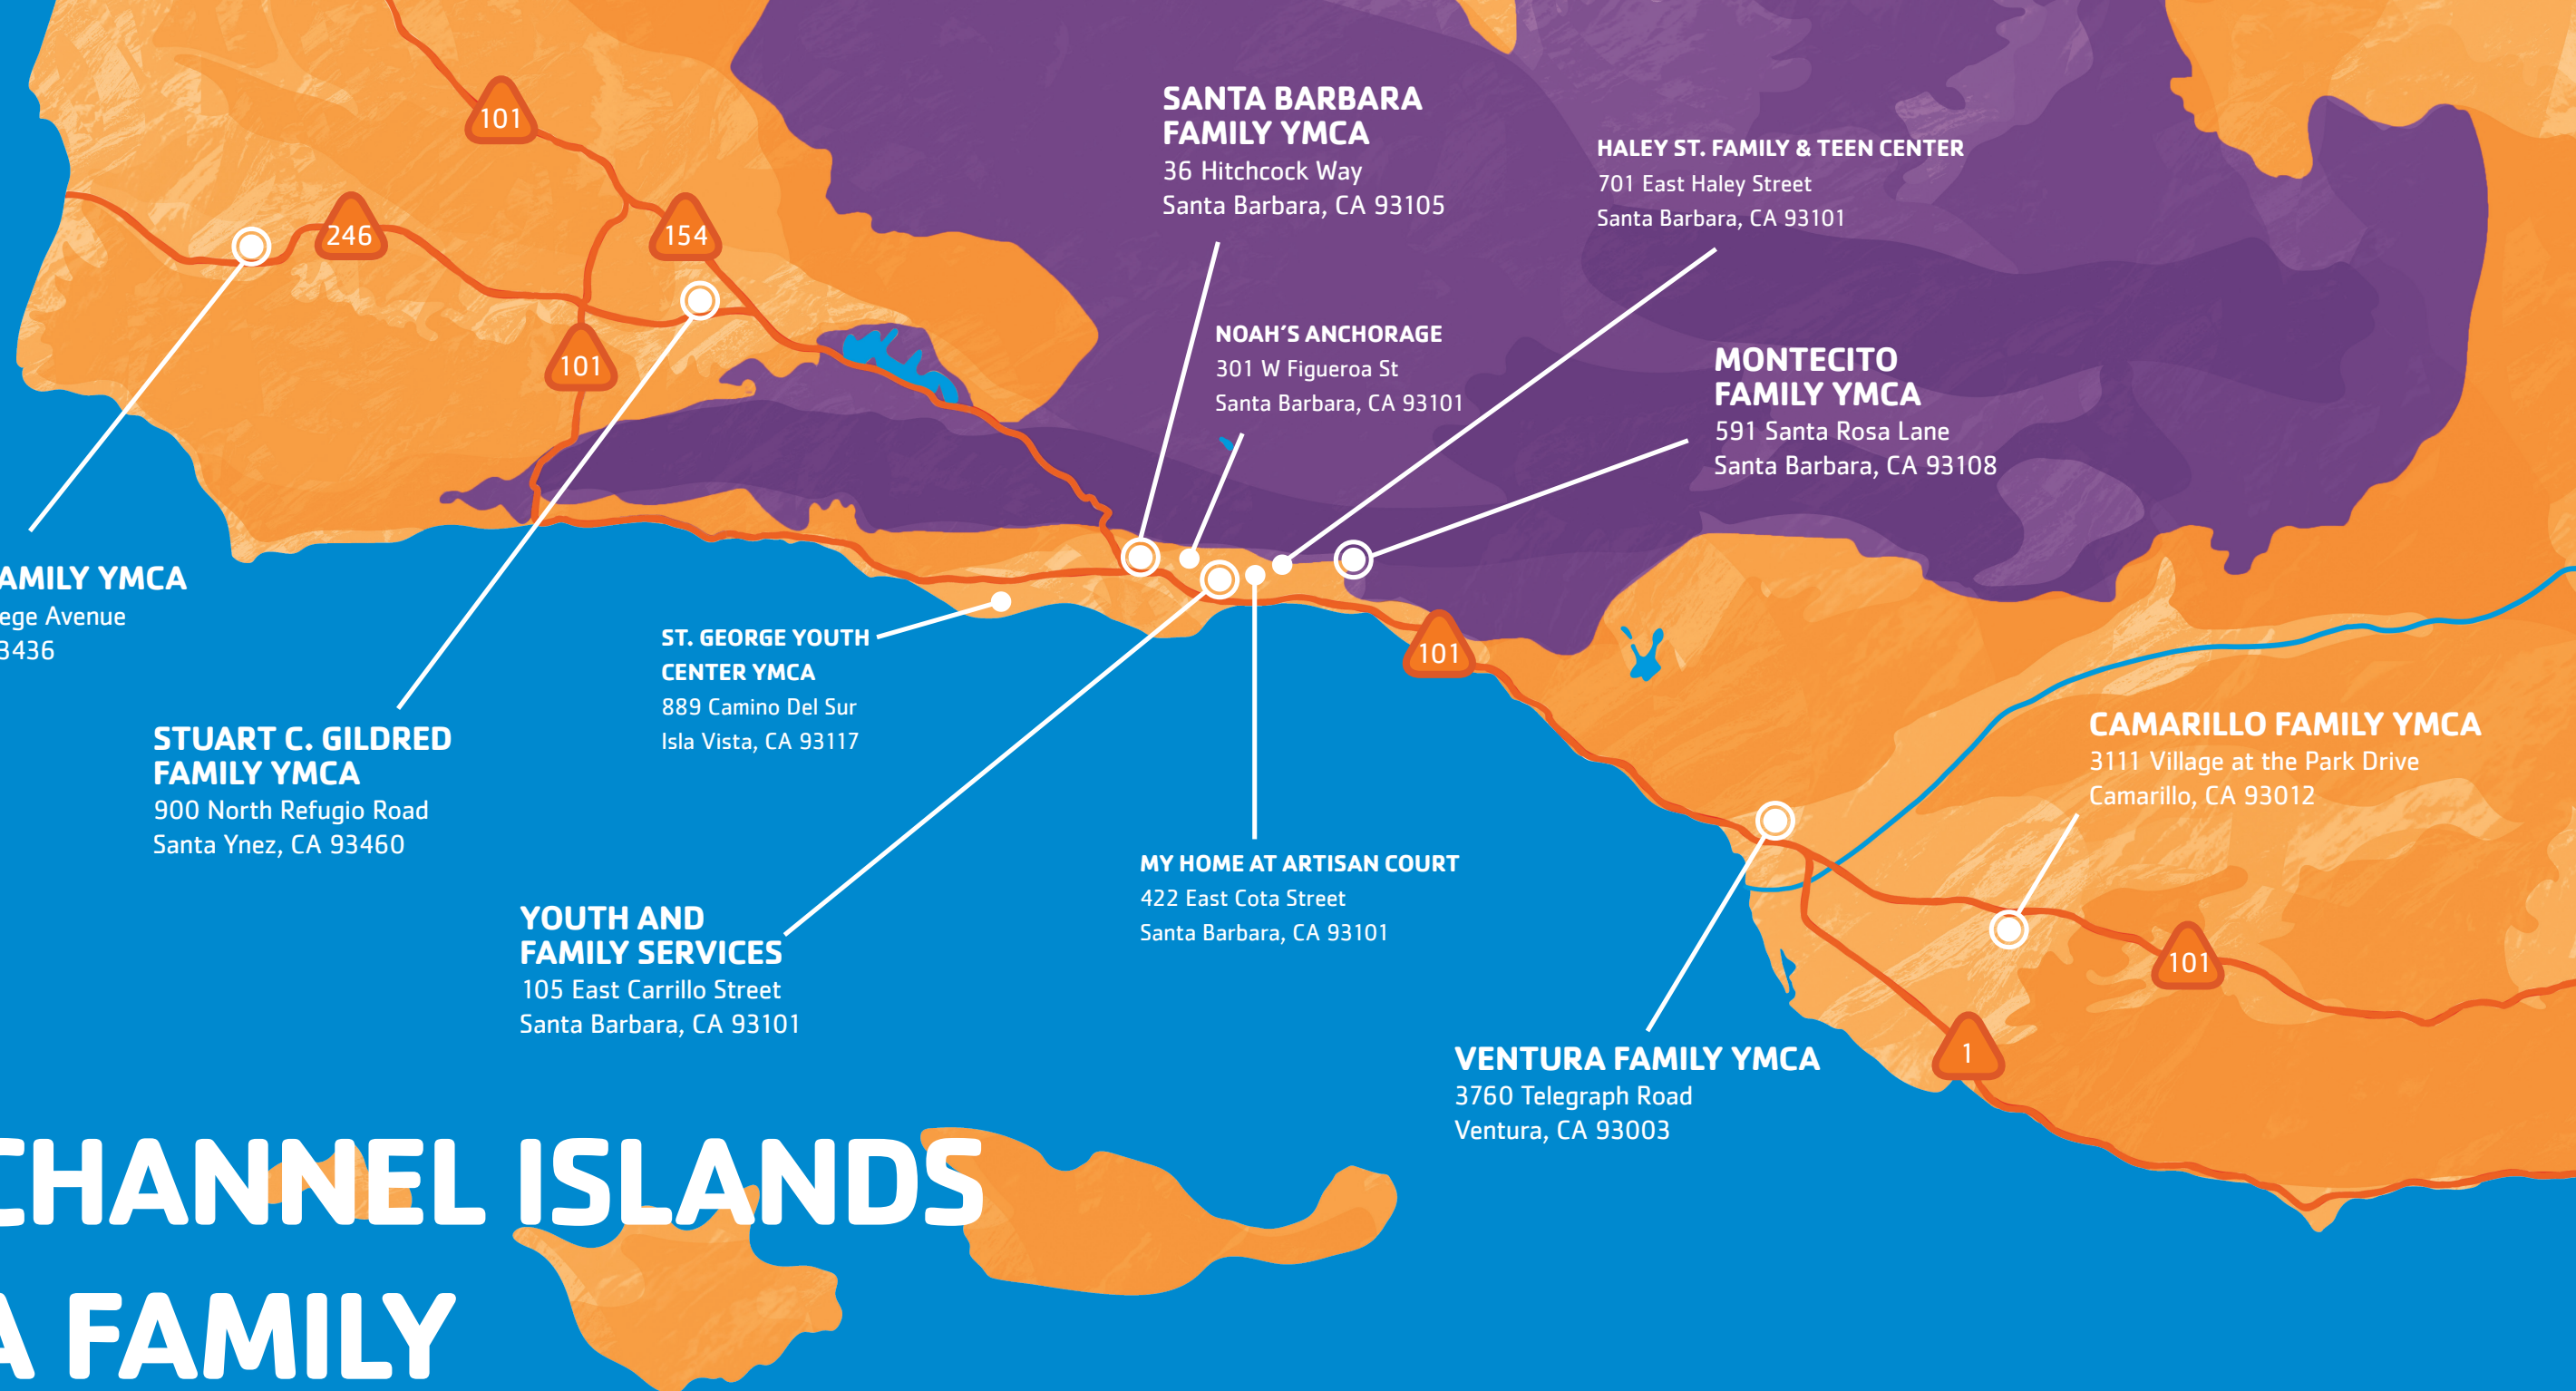 101
246
154
101
SANTA BARBARA
FAMILY YMCA
36 Hitchcock Way
Santa Barbara, CA 93105
HALEY ST. FAMILY & TEEN CENTER
701 East Haley Street
Santa Barbara, CA 93101
NOAH'S ANCHORAGE
301 W Figueroa St
Santa Barbara, CA 93101
MONTECITO
FAMILY YMCA
591 Santa Rosa Lane
Santa Barbara, CA 93108
AMILY YMCA
ege Avenue
3436
ST. GEORGE YOUTH
CENTER YMCA
889 Camino Del Sur
Isla Vista, CA 93117
101
STUART C. GILDRED
FAMILY YMCA
900 North Refugio Road
Santa Ynez, CA 93460
CAMARILLO FAMILY YMCA
3111 Village at the Park Drive
Camarillo, CA 93012
YOUTH AND
FAMILY SERVICES
105 East Carrillo Street
Santa Barbara, CA 93101
MY HOME AT ARTISAN COURT
422 East Cota Street
Santa Barbara, CA 93101
101
1
VENTURA FAMILY YMCA
3760 Telegraph Road
Ventura, CA 93003
CHANNEL ISLANDS
A FAMILY